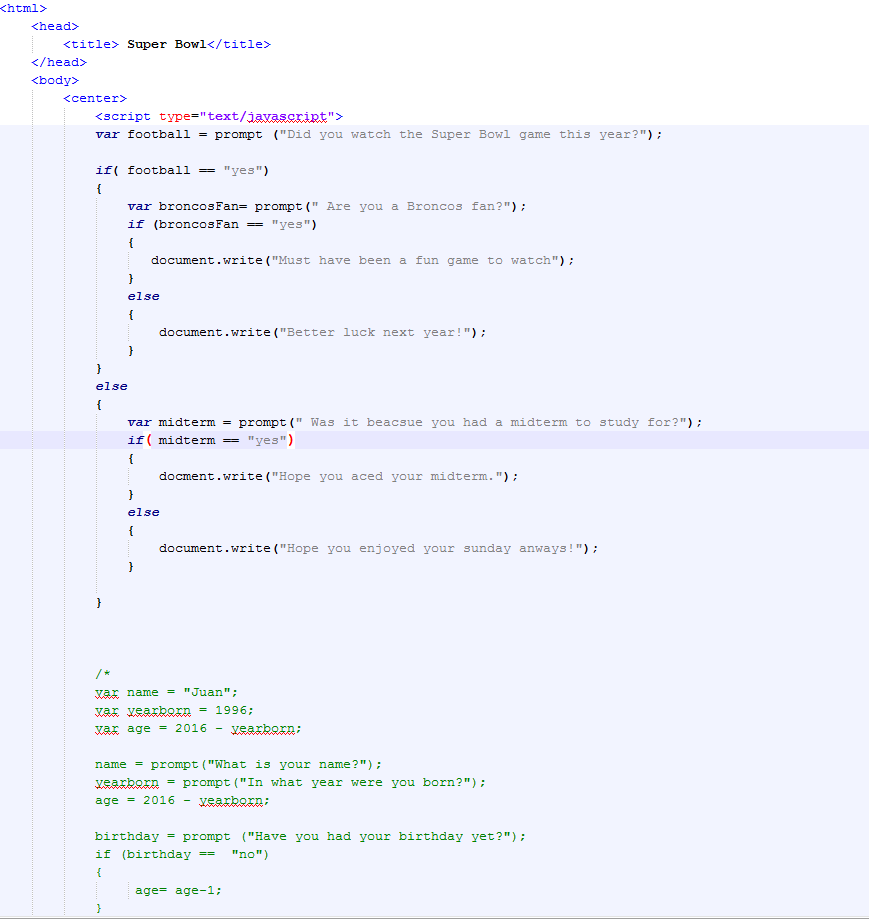 <html>
<head>
<title> Super Bowl</title>
</head>
<body>
<center>
<script type="text/javascript">
var football = prompt ("Did you watch the Super Bowl game this year?");
if( football == "yes")
{
var broncosFan= prompt(" Are you a Broncos fan?");
if (broncosFan == "yes")
{
document.write("Must have been a fun game to watch");
}
else
{
document.write("Better luck next year!");
}
}
else
{
var midterm = prompt(" Was it beacsue you had a midterm to study for?");
if( midterm == "yes")
{
docment.write("Hope you aced your midterm.");
}
else
{
document.write("Hope you enjoyed your sunday anways!");
}
}
/*
var name = "Juan";
var yearborn = 1996;
var age = 2016 - yearborn;
name = prompt("What is your name?");
yearborn = prompt("In what year were you born?");
age = 2016 - yearborn;
birthday = prompt ("Have you had your birthday yet?");
if (birthday ==  "no")
{
age= age-1;
}